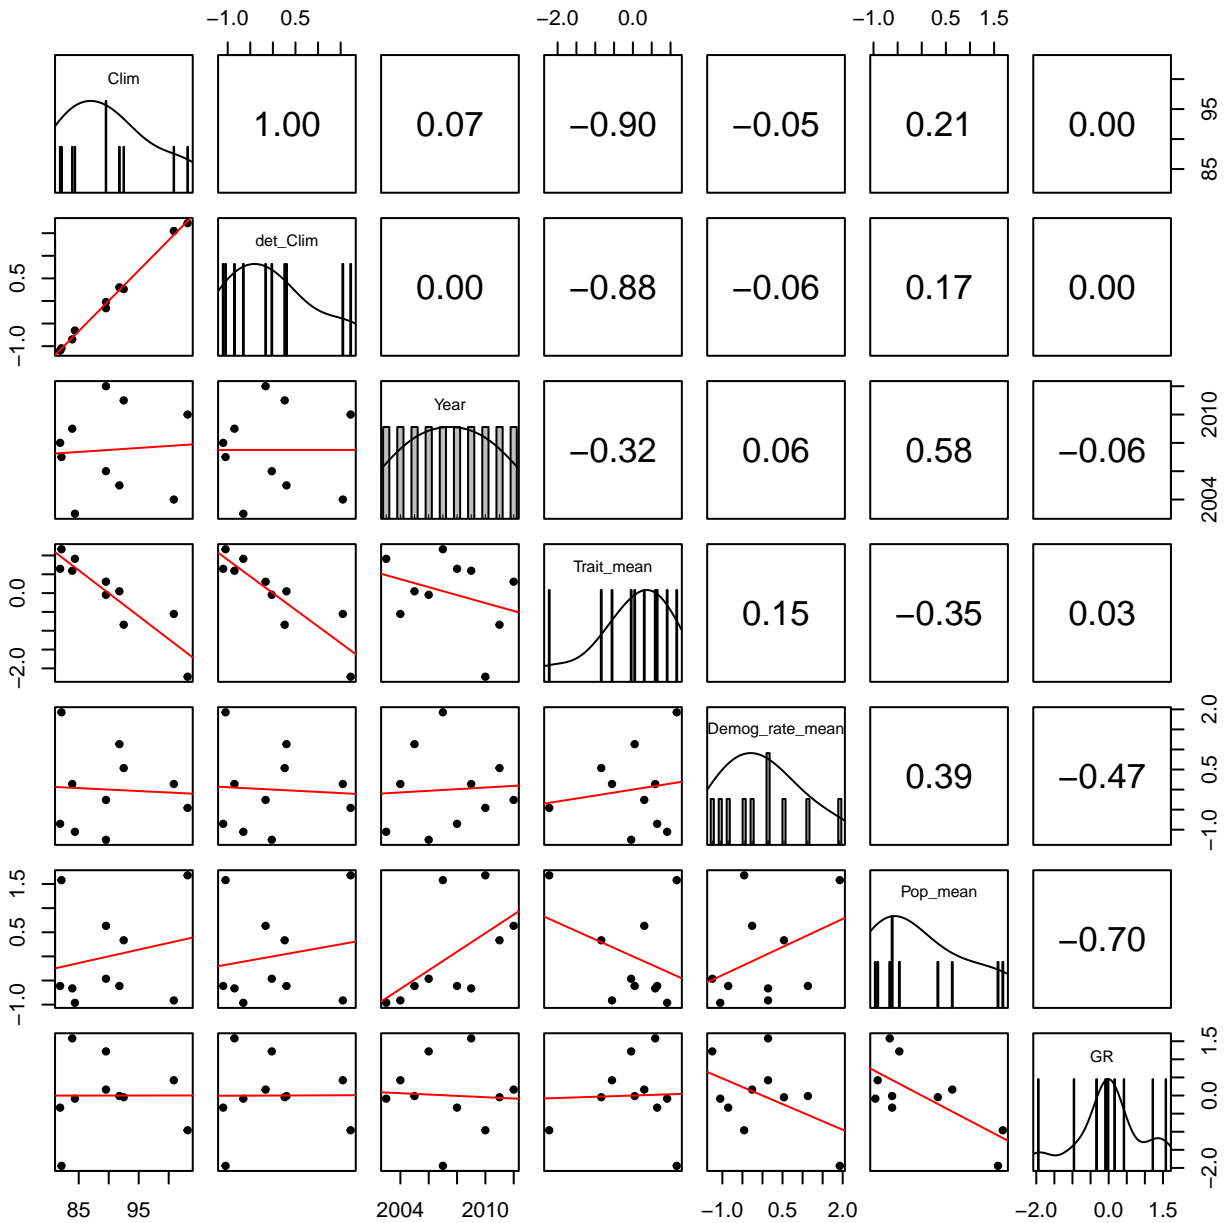 −1.0 0.5 −2.0 0.0 −1.0 0.5 1.5
Clim 1.00 0.07 −0.90 −0.05 0.21 0.00 85 95
−1.0 0.5 det_Clim 0.00 −0.88 −0.06 0.17 0.00
Year −0.32 0.06 0.58 −0.06 2004 2010
−2.0 0.0 Trait_mean 0.15 −0.35 0.03
Demog_rate_mean 0.39 −0.47 −1.0 0.5 2.0
−1.0 0.5 1.5 Pop_mean −0.70
GR −2.0 0.0 1.5
85 95 2004 2010 −1.0 0.5 2.0 −2.0 0.0 1.5